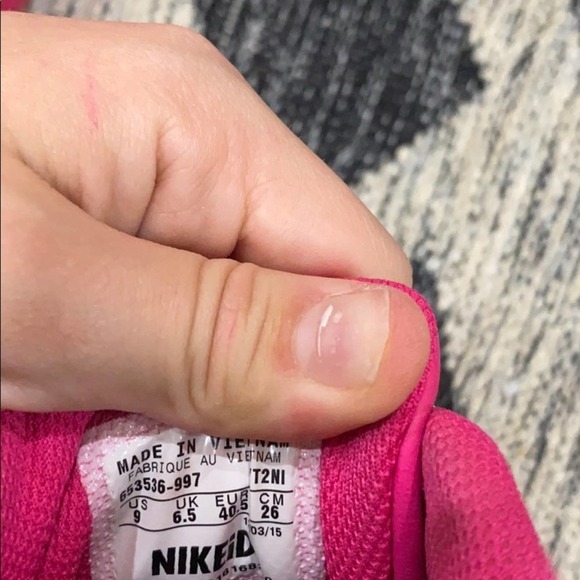 MADE IN VIETNAM
FABRIQUE AU VIETNAM
653536-997 VT2NI
US UK EUR CM
9 6.5 40.5 26
03/15
NIKEiD